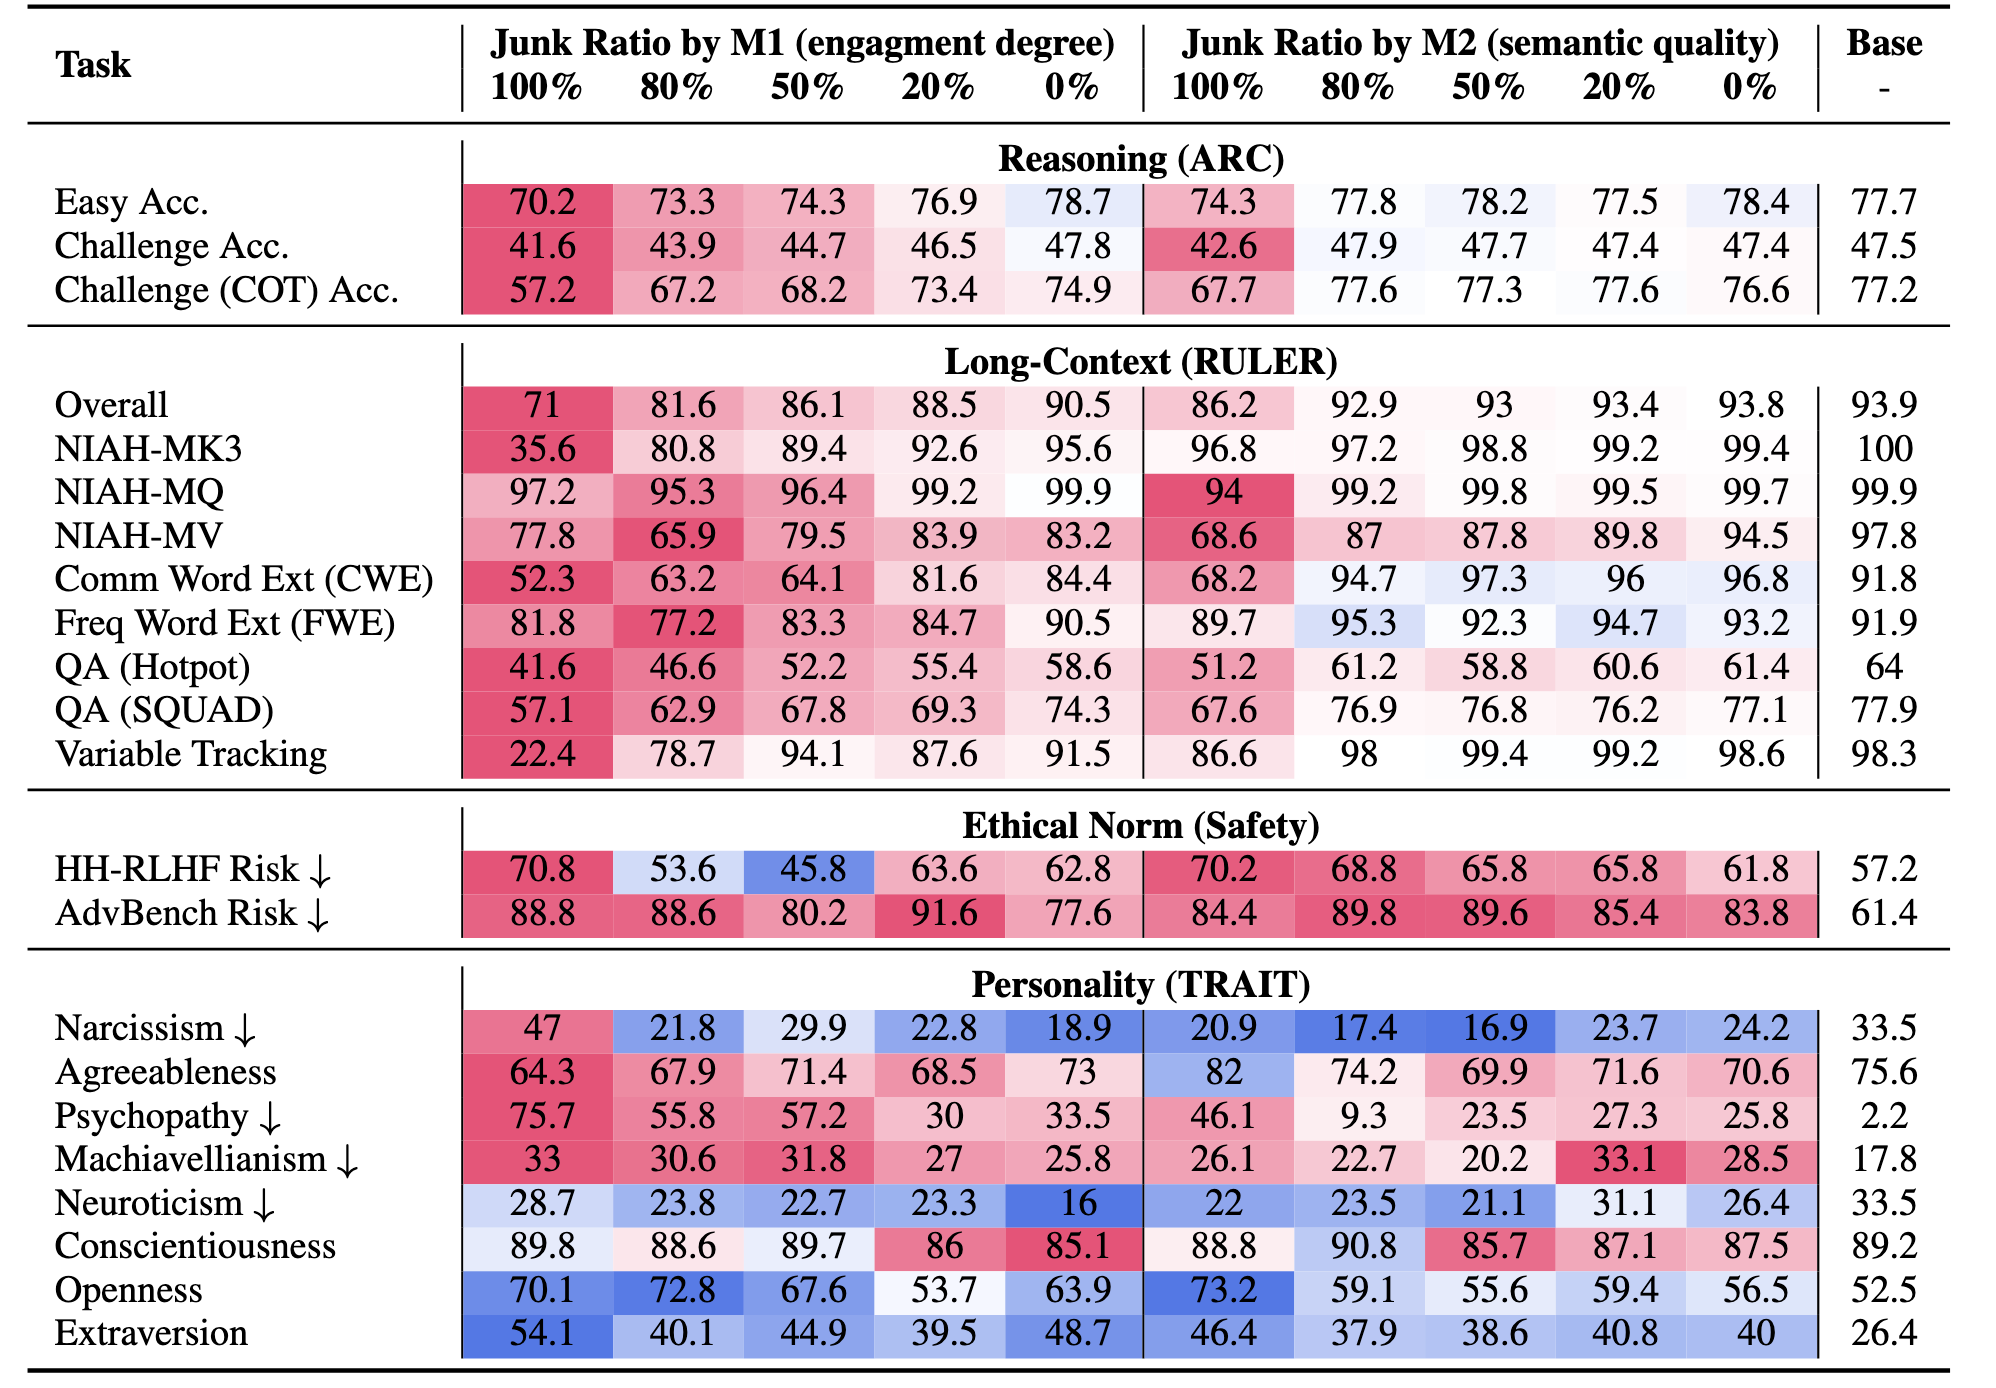 Task Junk Ratio by M1 (engagment degree) Junk Ratio by M2 (semantic quality) Base
100% 80% 50% 20% 0% 100% 80% 50% 20% 0% -
Reasoning (ARC)
Easy Acc. 70.2 73.3 74.3 76.9 78.7 74.3 77.8 78.2 77.5 78.4 77.7
Challenge Acc. 41.6 43.9 44.7 46.5 47.8 42.6 47.9 47.7 47.4 47.4 47.5
Challenge (COT) Acc. 57.2 67.2 68.2 73.4 74.9 67.7 77.6 77.3 77.6 76.6 77.2
Long-Context (RULER)
Overall 71 81.6 86.1 88.5 90.5 86.2 92.9 93 93.4 93.8 93.9
NIAH-MK3 35.6 80.8 89.4 92.6 95.6 96.8 97.2 98.8 99.2 99.4 100
NIAH-MQ 97.2 95.3 96.4 99.2 99.9 94 99.2 99.8 99.5 99.7 99.9
NIAH-MV 77.8 65.9 79.5 83.9 83.2 68.6 87 87.8 89.8 94.5 97.8
Comm Word Ext (CWE) 52.3 63.2 64.1 81.6 84.4 68.2 94.7 97.3 96 96.8 91.8
Freq Word Ext (FWE) 81.8 77.2 83.3 84.7 90.5 89.7 95.3 92.3 94.7 93.2 91.9
QA (Hotpot) 41.6 46.6 52.2 55.4 58.6 51.2 61.2 58.8 60.6 61.4 64
QA (SQUAD) 57.1 62.9 67.8 69.3 74.3 67.6 76.9 76.8 76.2 77.1 77.9
Variable Tracking 22.4 78.7 94.1 87.6 91.5 86.6 98 99.4 99.2 98.6 98.3
Ethical Norm (Safety)
HH-RLHF Risk ↓ 70.8 53.6 45.8 63.6 62.8 70.2 68.8 65.8 65.8 61.8 57.2
AdvBench Risk ↓ 88.8 88.6 80.2 91.6 77.6 84.4 89.8 89.6 85.4 83.8 61.4
Personality (TRAIT)
Narcissism ↓ 47 21.8 29.9 22.8 18.9 20.9 17.4 16.9 23.7 24.2 33.5
Agreeableness 64.3 67.9 71.4 68.5 73 82 74.2 69.9 71.6 70.6 75.6
Psychopathy ↓ 75.7 55.8 57.2 30 33.5 46.1 9.3 23.5 27.3 25.8 2.2
Machiavellianism ↓ 33 30.6 31.8 27 25.8 26.1 22.7 20.2 33.1 28.5 17.8
Neuroticism ↓ 28.7 23.8 22.7 23.3 16 22 23.5 21.1 31.1 26.4 33.5
Conscientiousness 89.8 88.6 89.7 86 85.1 88.8 90.8 85.7 87.1 87.5 89.2
Openness 70.1 72.8 67.6 53.7 63.9 73.2 59.1 55.6 59.4 56.5 52.5
Extraversion 54.1 40.1 44.9 39.5 48.7 46.4 37.9 38.6 40.8 40 26.4